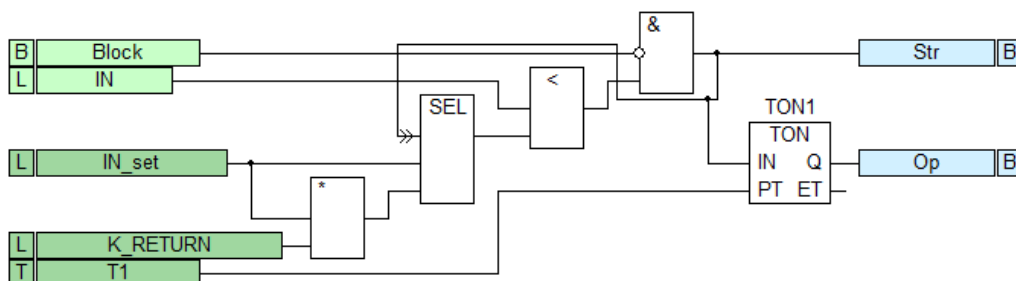 &
B Block Str B
L IN <
SEL TON1
TON
L IN_set IN Q Op B
* PT ET
L K_RETURN
T T1